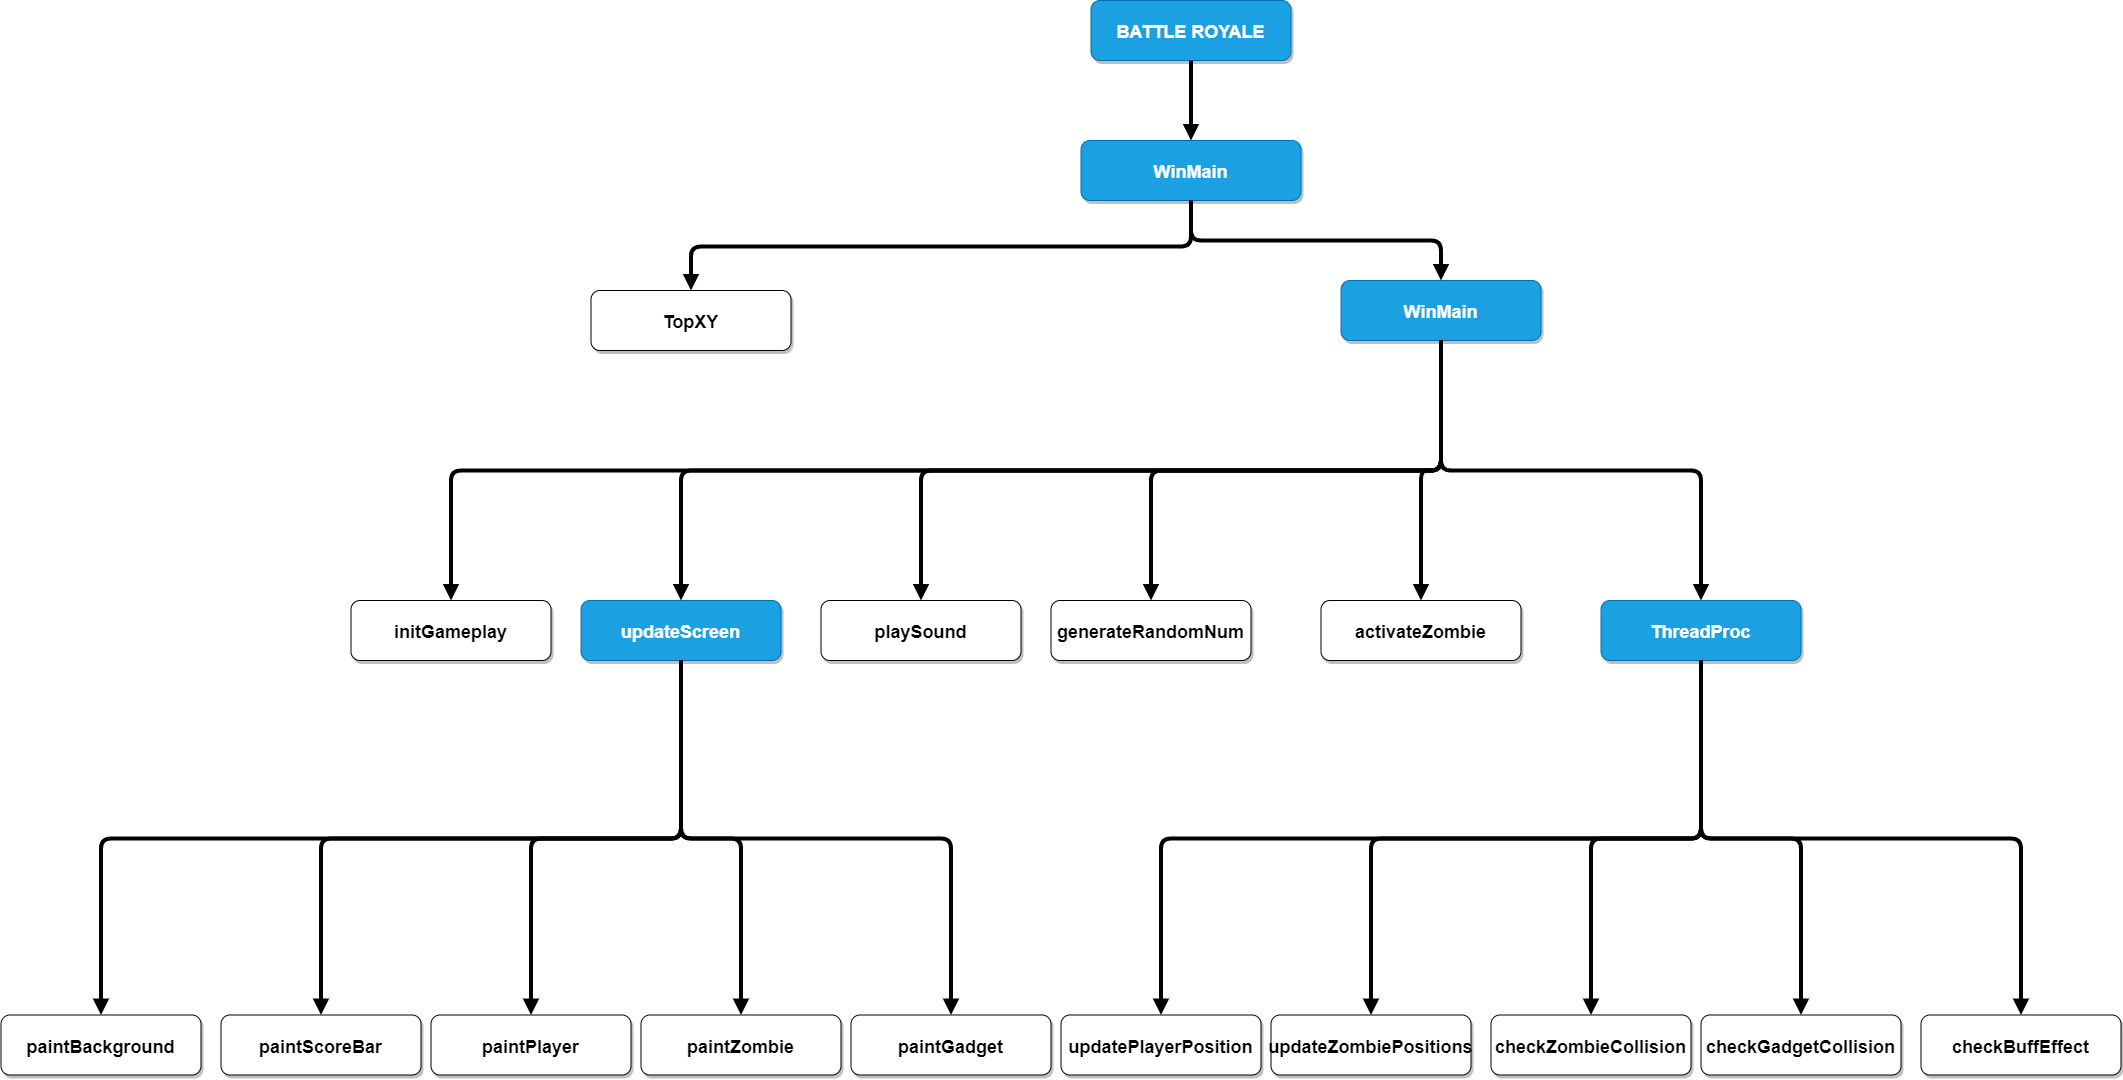 BATTLE ROYALE
WinMain
TopXY
WinMain
initGameplay
updateScreen
playSound
generateRandomNum
activateZombie
ThreadProc
paintBackground
paintScoreBar
paintPlayer
paintZombie
paintGadget
updatePlayerPosition
updateZombiePositions
checkZombieCollision
checkGadgetCollision
checkBuffEffect